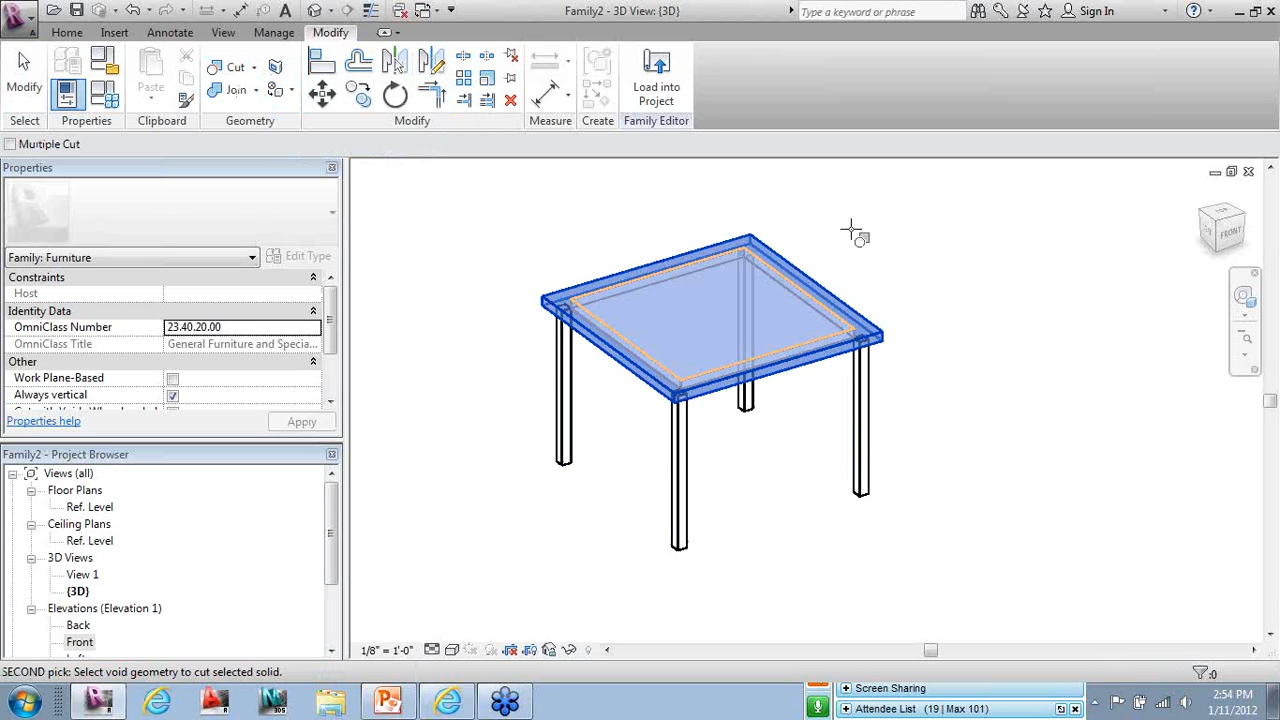 Family2 - 3D View: {3D}
Type a keyword or phrase
Sign In
Home Insert Annotate View Manage Modify
Modify
Paste
Cut
Join
Load into
Project
Select Properties Clipboard Geometry Modify Measure Create Family Editor
Multiple Cut
Properties
Family: Furniture
Edit Type
Constraints
Host
Identity Data
OmniClass Number 23.40.20.00
OmniClass Title General Furniture and Specia...
Other
Work Plane-Based
Always vertical
Properties help
Apply
Family2 - Project Browser
Views (all)
Floor Plans
Ref. Level
Ceiling Plans
Ref. Level
3D Views
View 1
{3D}
Elevations (Elevation 1)
Back
Front
TOP
FRONT
1/8" = 1'-0"
SECOND pick: Select void geometry to cut selected solid.
:0
Screen Sharing
Attendee List (19 | Max 101)
2:54 PM
1/11/2012